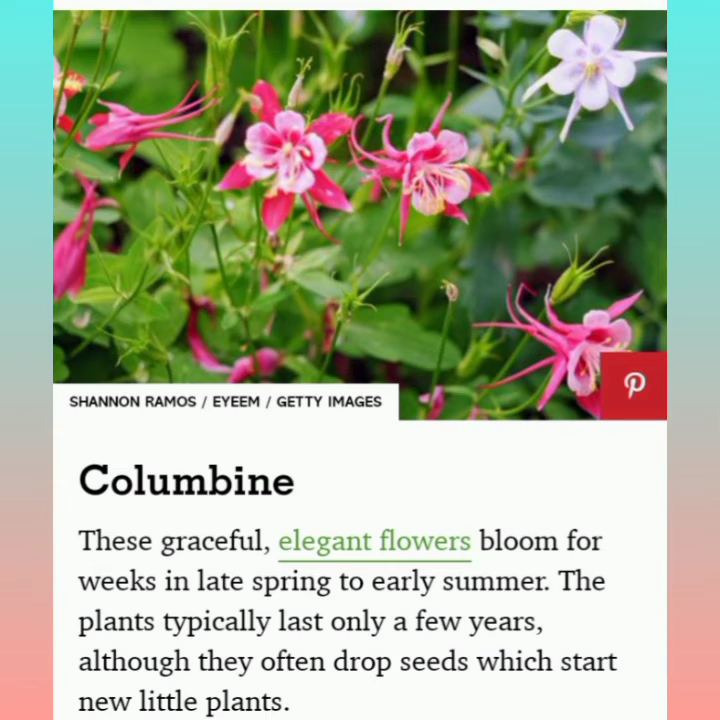 SHANNON RAMOS / EYEEM / GETTY IMAGES
Columbine
These graceful, elegant flowers bloom for
weeks in late spring to early summer. The
plants typically last only a few years,
although they often drop seeds which start
new little plants.